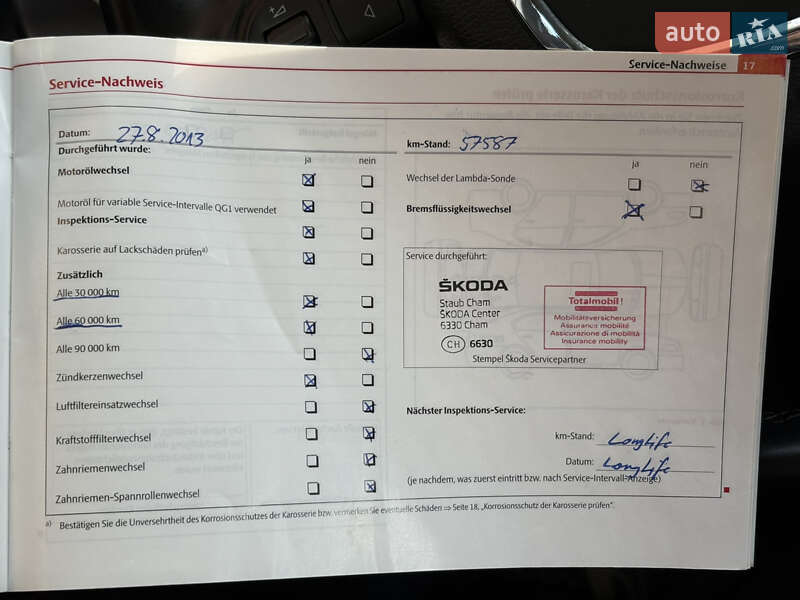 auto RIA .com
Service-Nachweise 17
Service-Nachweis
Datum: 27.8.2013
km-Stand: 57587
Durchgeführt wurde:
ja nein
ja nein
Motorölwechsel
Wechsel der Lambda-Sonde
Motoröl für variable Service-Intervalle QG1 verwendet
Bremsflüssigkeitswechsel
Inspektions-Service
Karosserie auf Lackschäden prüfen a)
Zusätzlich
Alle 30 000 km
Alle 60 000 km
Alle 90 000 km
Zündkerzenwechsel
Luftfiltereinsatzwechsel
Kraftstofffilterwechsel
Zahnriemenwechsel
Zahnriemen-Spannrollenwechsel
Service durchgeführt:
ŠKODA
Staub Cham
ŠKODA Center
6330 Cham
CH 6630
Totalmobil!
Mobilitätsversicherung
Assurance mobilité
Assicurazione di mobilità
Insurance mobility
Stempel Škoda Servicepartner
Nächster Inspektions-Service:
km-Stand: LongLife
Datum: LongLife
(je nachdem, was zuerst eintritt bzw. nach Service-Intervall-Anzeige)
a) Bestätigen Sie die Unversehrtheit des Korrosionsschutzes der Karosserie bzw. vermerken Sie eventuelle Schäden ⇒ Seite 18, „Korrosionsschutz der Karosserie prüfen".